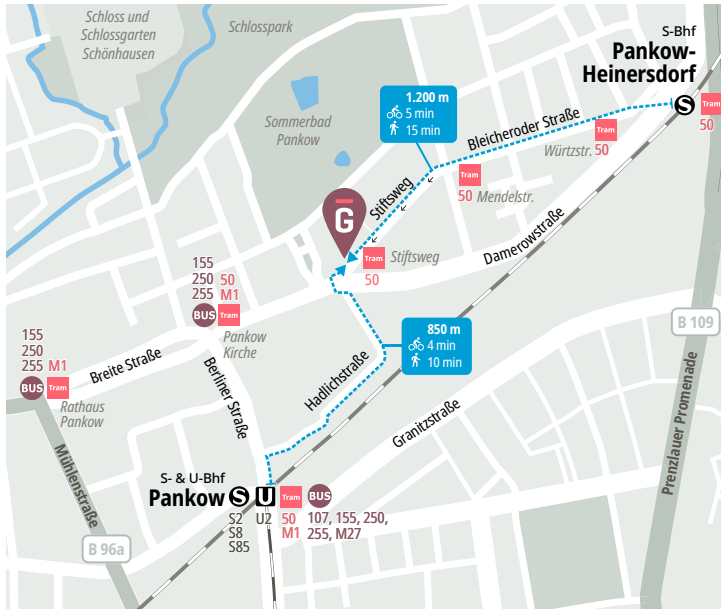 Schloss und
Schlossgarten
Schönhausen
Schlosspark
S-Bhf
Pankow-
Heinersdorf
S
Tram
50
1.200 m
5 min
15 min
Sommerbad
Pankow
Bleicheroder Straße
Tram
Würtzstr. 50
Tram
50 Mendelstr.
Stiftsweg
G
Tram
Stiftsweg
50
Damerowstraße
155
250 50
255 M1
BUS Tram
Pankow
Kirche
155
250
255 M1
BUS Tram
Rathaus
Pankow
Breite Straße
Berliner Straße
850 m
4 min
10 min
B 109
Hadlichstraße
Granitzstraße
Prenzlauer Promenade
Mühlenstraße
B 96a
S- & U-Bhf
Pankow S U Tram BUS
S2 U2 50 107, 155, 250,
S8 M1 255, M27
S85